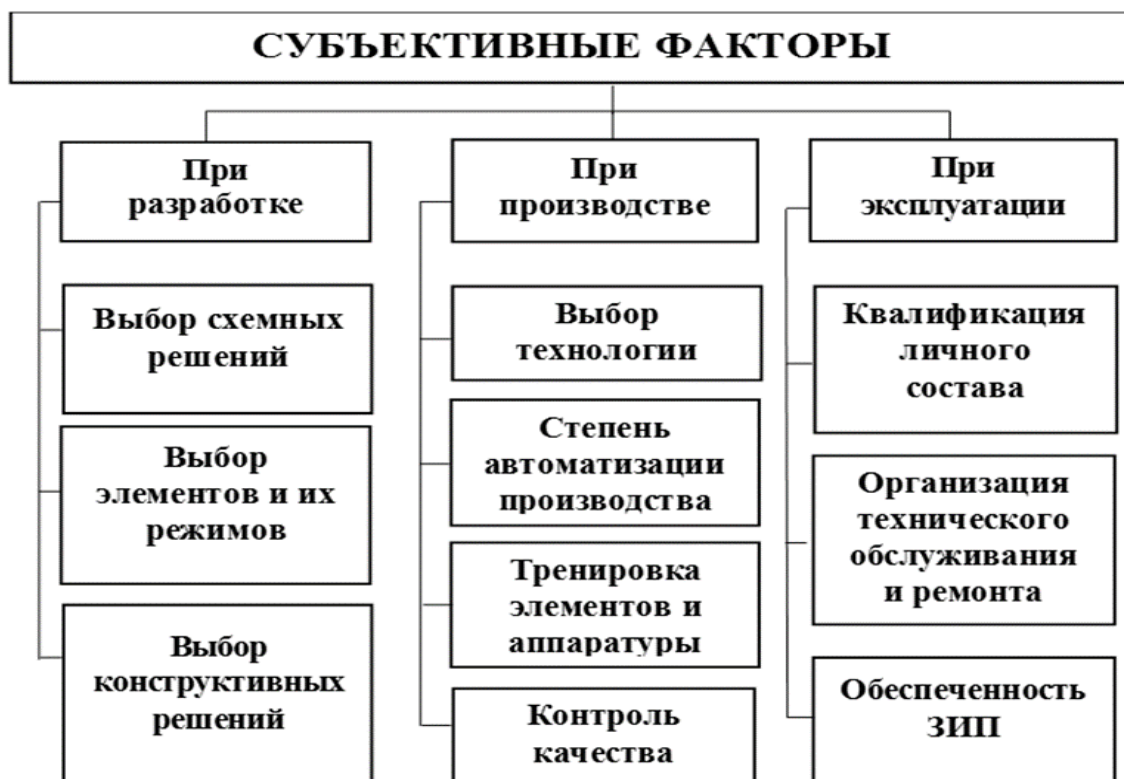 СУБЪЕКТИВНЫЕ ФАКТОРЫ
При
разработке
Выбор схемных
решений
Выбор
элементов и их
режимов
Выбор
конструктивных
решений
При
производстве
Выбор
технологии
Степень
автоматизации
производства
Тренировка
элементов и
аппаратуры
Контроль
качества
При
эксплуатации
Квалификация
личного
состава
Организация
технического
обслуживания
и ремонта
Обеспеченность
ЗИП